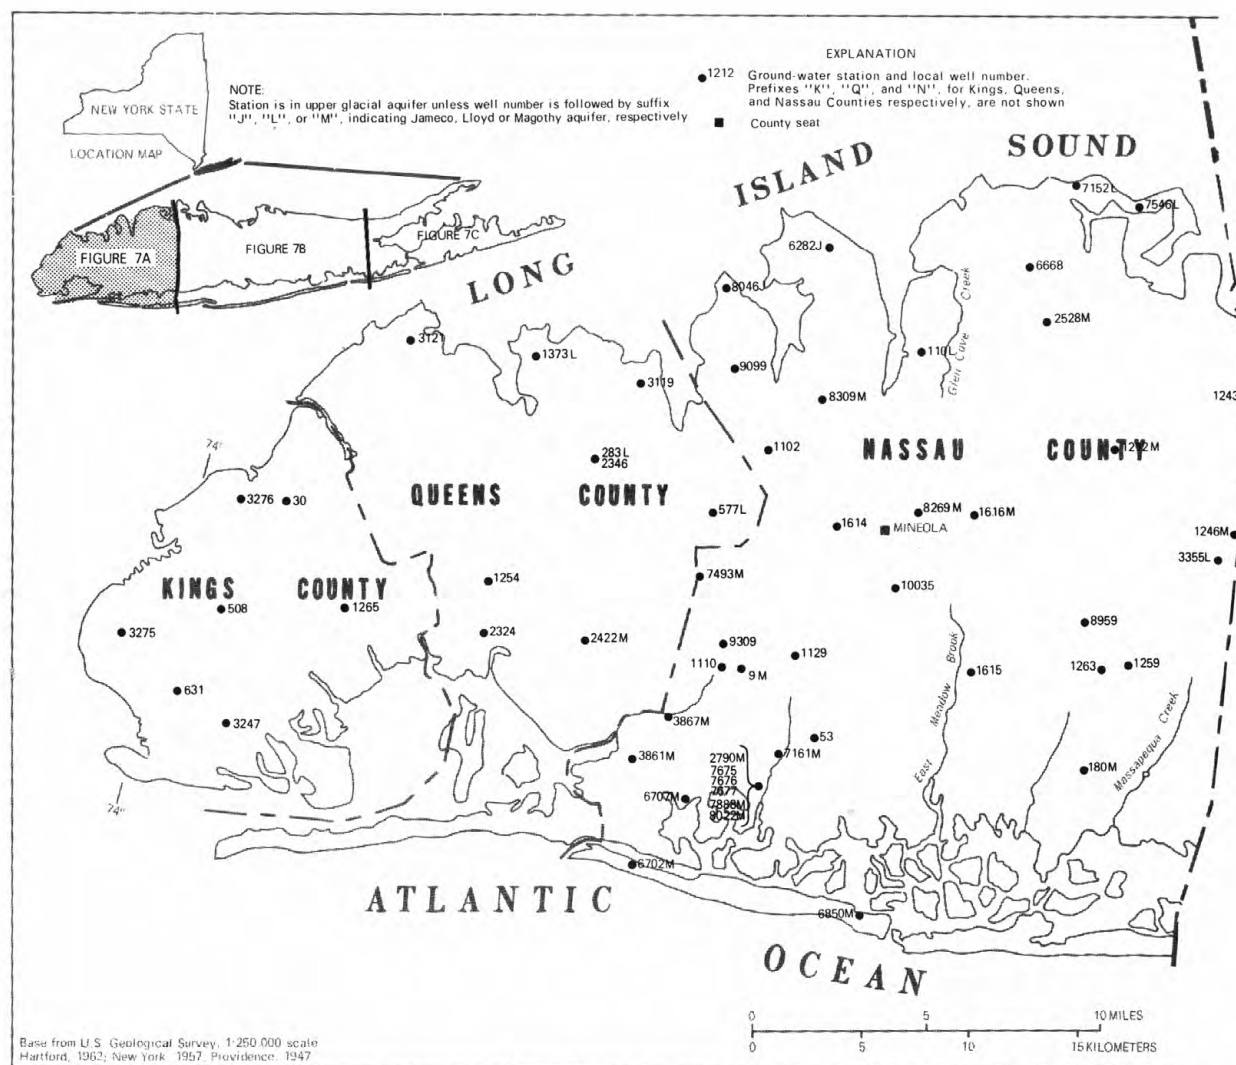 EXPLANATION
1212 Ground-water station and local well number.
Prefixes "K", "Q", and "N", for Kings, Queens,
and Nassau Counties respectively, are not shown
County seat
NOTE:
Station is in upper glacial aquifer unless well number is followed by suffix
"J", "L", or "M", indicating Jameco, Lloyd or Magothy aquifer, respectively
NEW YORK STATE
LOCATION MAP
FIGURE 7A
FIGURE 7B
FIGURE 7C
LONG
ISLAND
SOUND
7152L
7546L
6282J
6668
8046J
2528M
3121
1373L
110L
Glen Cove Creek
3119
9099
8309M
1243
74°
1102
NASSAU
COUNTY
283L
2346
QUEENS
COUNTY
3276
30
577L
8269M
1616M
1614
MINEOLA
1246M
3355L
KINGS
COUNTY
1254
7493M
10035
508
1265
3275
2324
2422M
9309
1129
8959
1110
9M
1615
1263
1259
631
East Meadow Brook
Massapequa Creek
3247
3867M
53
3861M
7161M
2790M
7675
7676
7677
180M
6707M
8022M
74°
6702M
ATLANTIC
6850M
OCEAN
0 5 10 MILES
0 5 10 15 KILOMETERS
Base from U.S. Geological Survey, 1:250,000 scale
Hartford, 1962; New York 1957, Providence, 1947